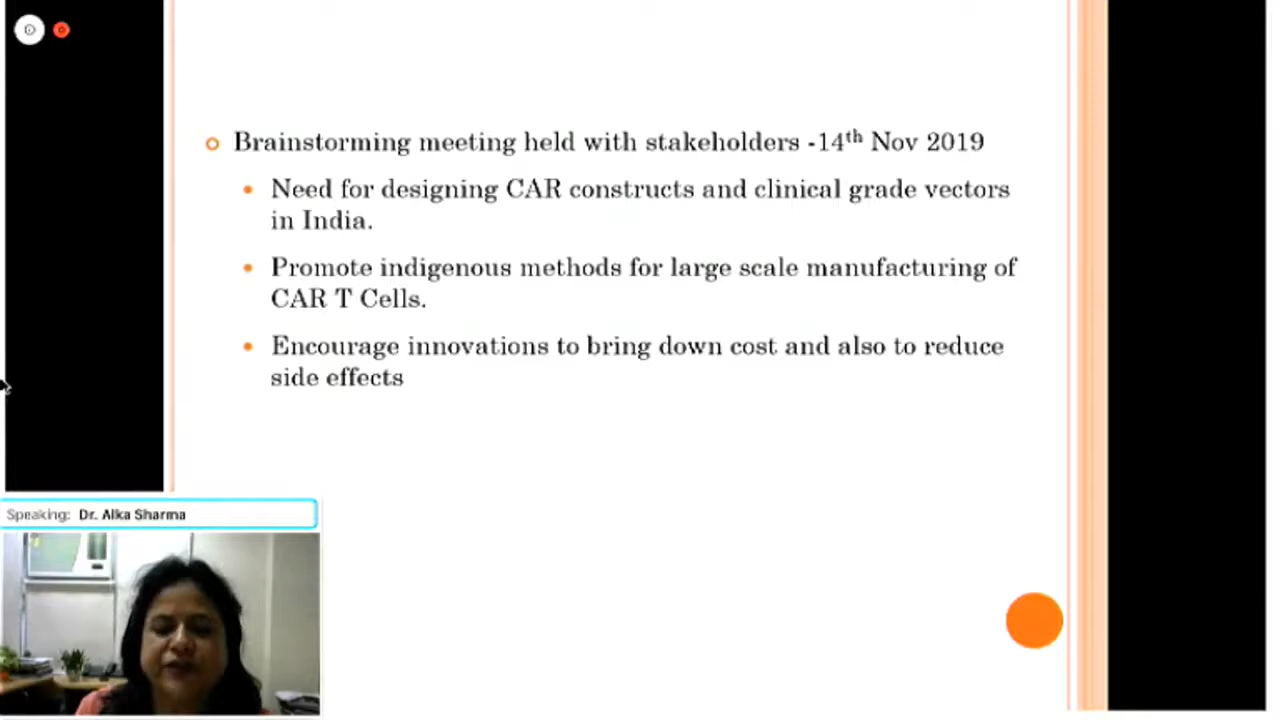 Brainstorming meeting held with stakeholders -14th Nov 2019
Need for designing CAR constructs and clinical grade vectors
in India.
Promote indigenous methods for large scale manufacturing of
CAR T Cells.
Encourage innovations to bring down cost and also to reduce
side effects
Speaking: Dr. Alka Sharma